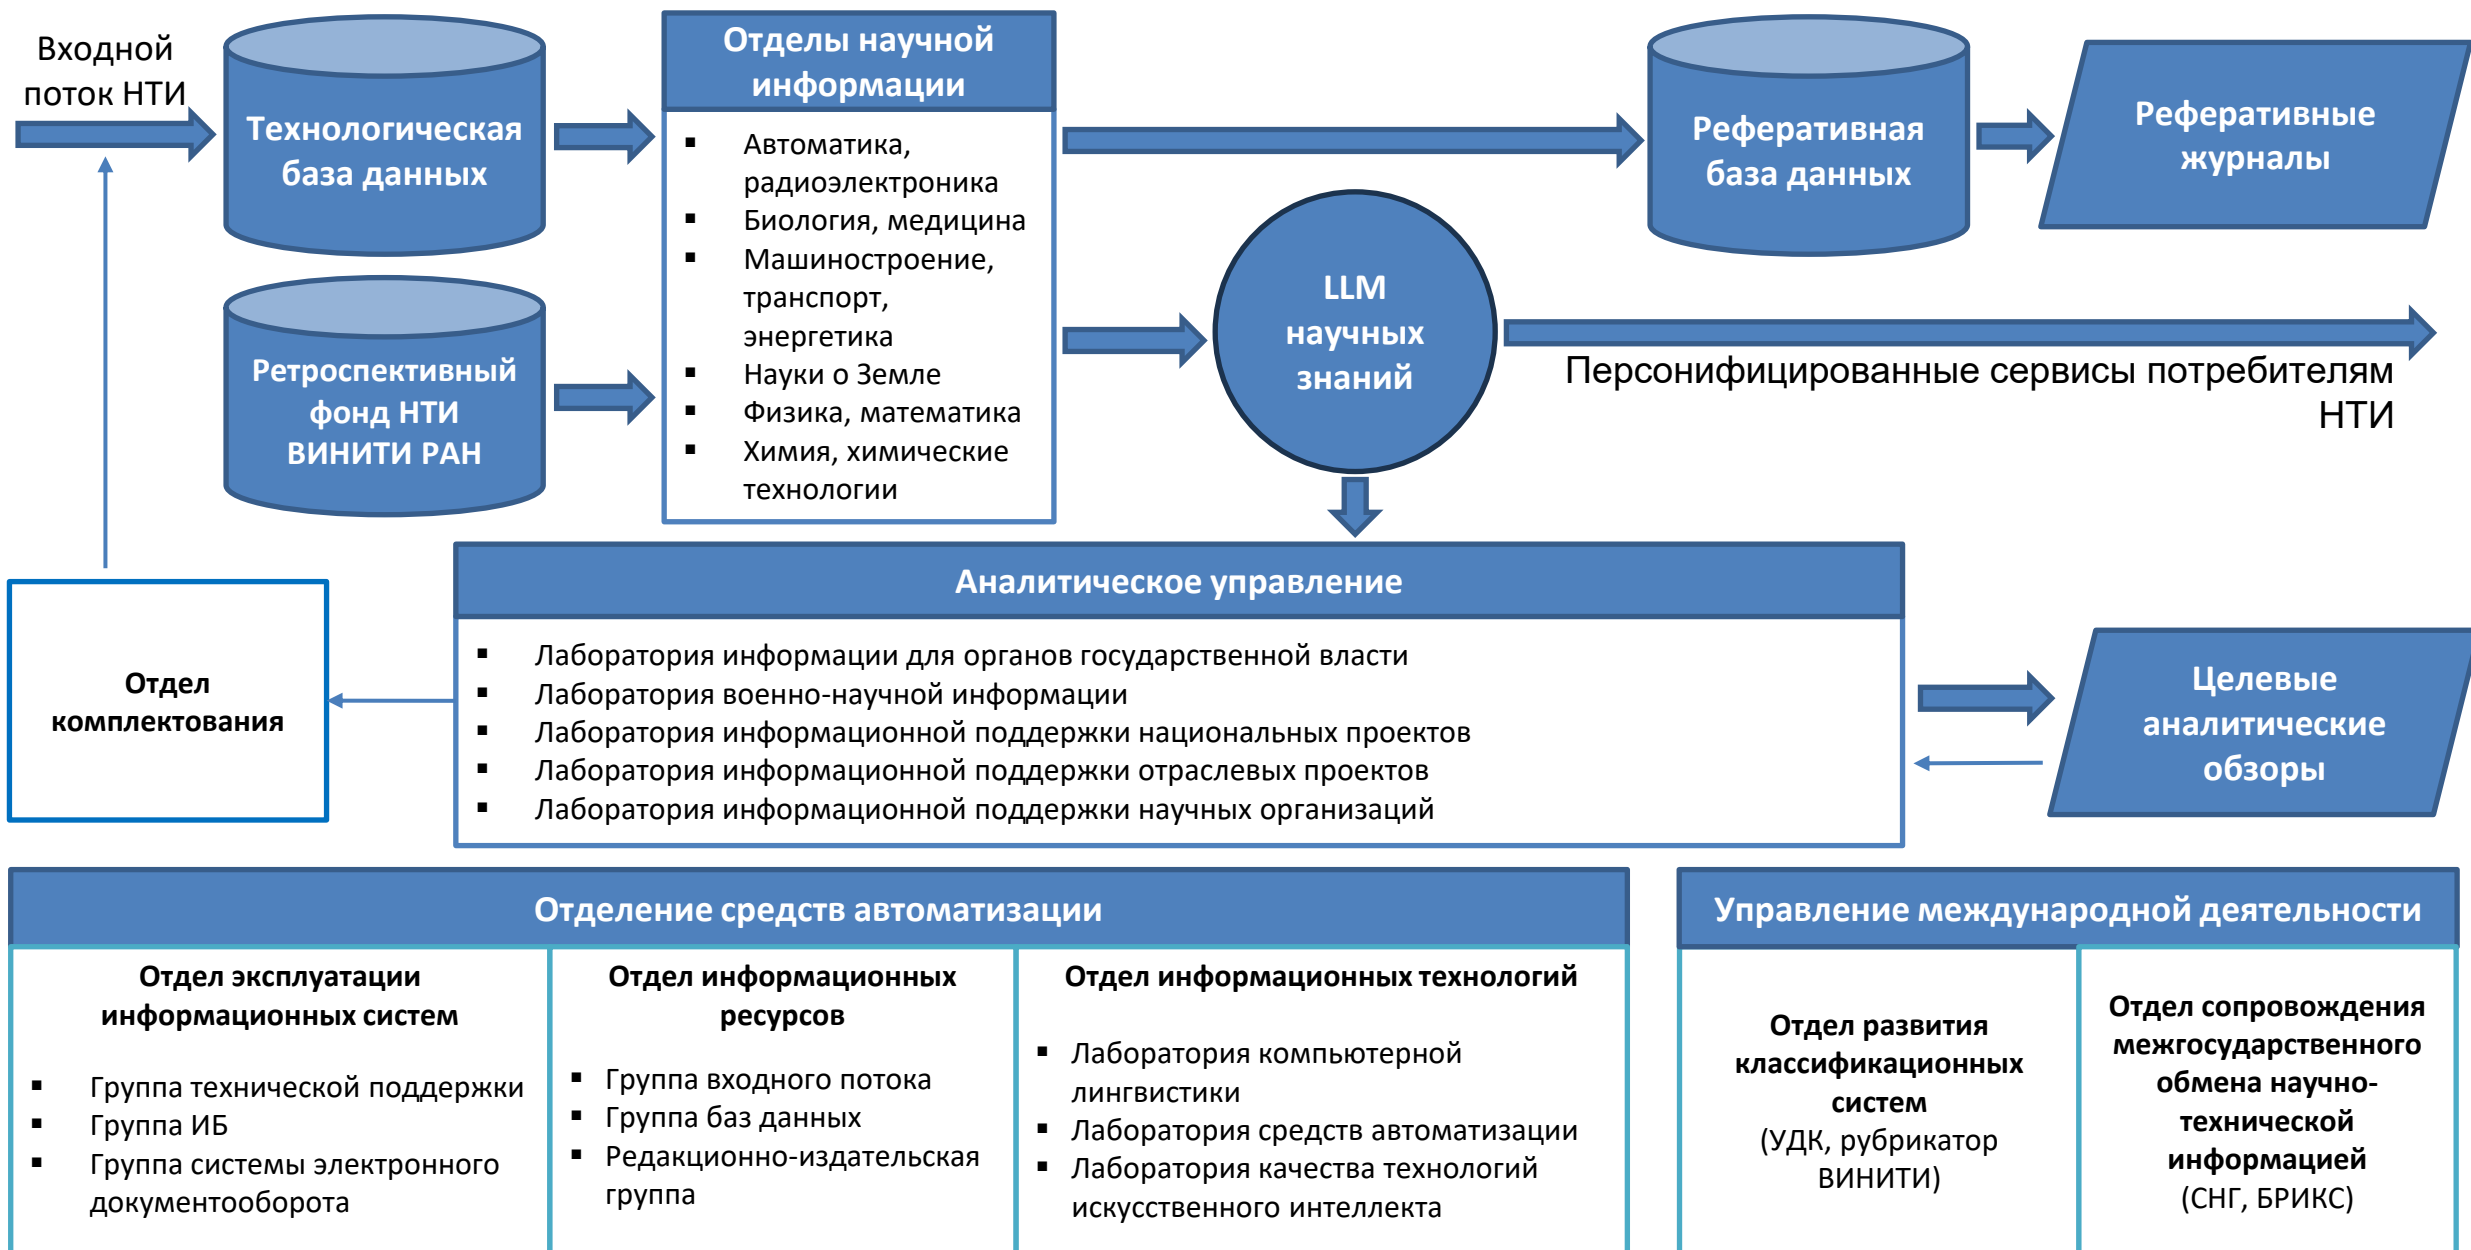 Входной
поток НТИ
Технологическая
база данных
Ретроспективный
фонд НТИ
ВИНИТИ РАН
Отделы научной
информации
▪ Автоматика,
радиоэлектроника
▪ Биология, медицина
▪ Машиностроение,
транспорт,
энергетика
▪ Науки о Земле
▪ Физика, математика
▪ Химия, химические
технологии
Реферативная
база данных
Реферативные
журналы
LLM
научных
знаний
Персонифицированные сервисы потребителям
НТИ
Отдел
комплектования
Аналитическое управление
▪ Лаборатория информации для органов государственной власти
▪ Лаборатория военно-научной информации
▪ Лаборатория информационной поддержки национальных проектов
▪ Лаборатория информационной поддержки отраслевых проектов
▪ Лаборатория информационной поддержки научных организаций
Целевые
аналитические
обзоры
Отделение средств автоматизации
Отдел эксплуатации
информационных систем
▪ Группа технической поддержки
▪ Группа ИБ
▪ Группа системы электронного
документооборота
Отдел информационных
ресурсов
▪ Группа входного потока
▪ Группа баз данных
▪ Редакционно-издательская
группа
Отдел информационных технологий
▪ Лаборатория компьютерной
лингвистики
▪ Лаборатория средств автоматизации
▪ Лаборатория качества технологий
искусственного интеллекта
Управление международной деятельности
Отдел развития
классификационных
систем
(УДК, рубрикатор
ВИНИТИ)
Отдел сопровождения
межгосударственного
обмена научно-
технической
информацией
(СНГ, БРИКС)